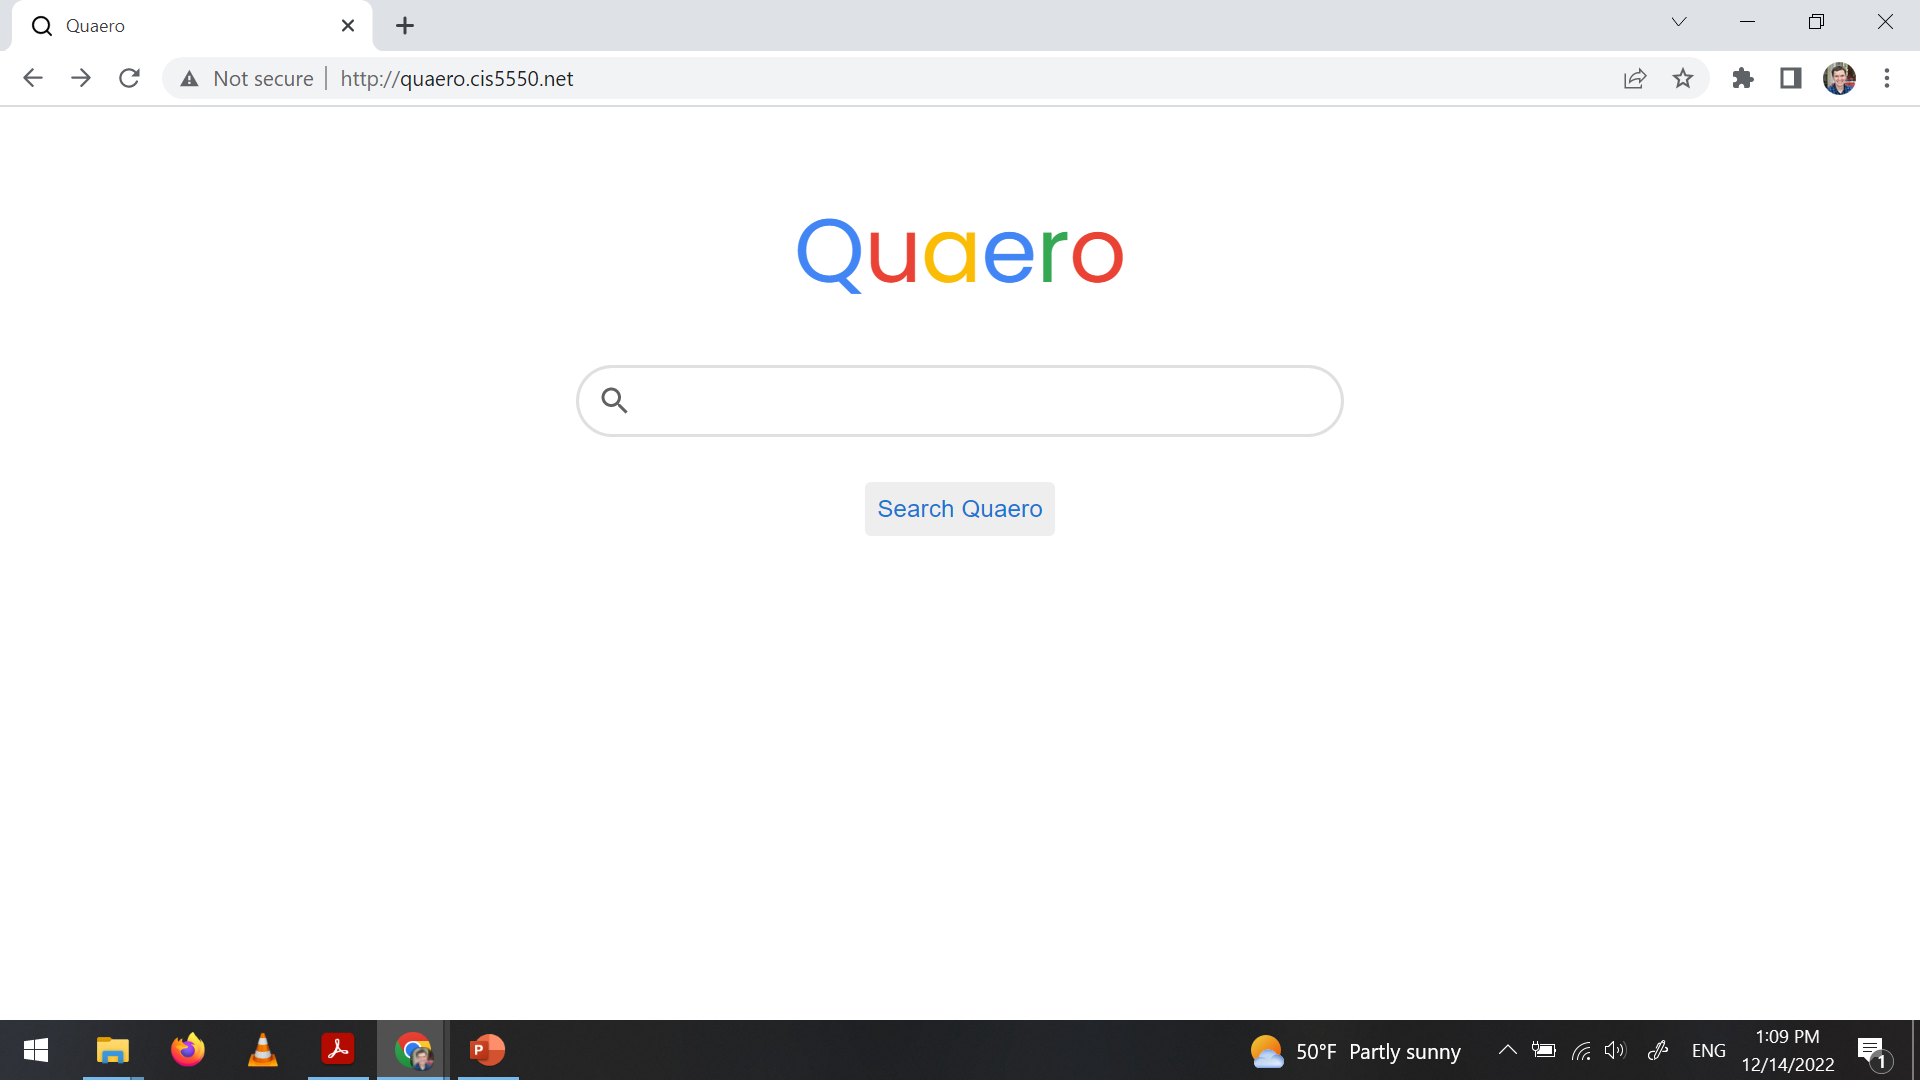 Quaero
Not secure | http://quaero.cis5550.net
Quaero
Search Quaero
50°F Partly sunny
ENG
1:09 PM
12/14/2022
1